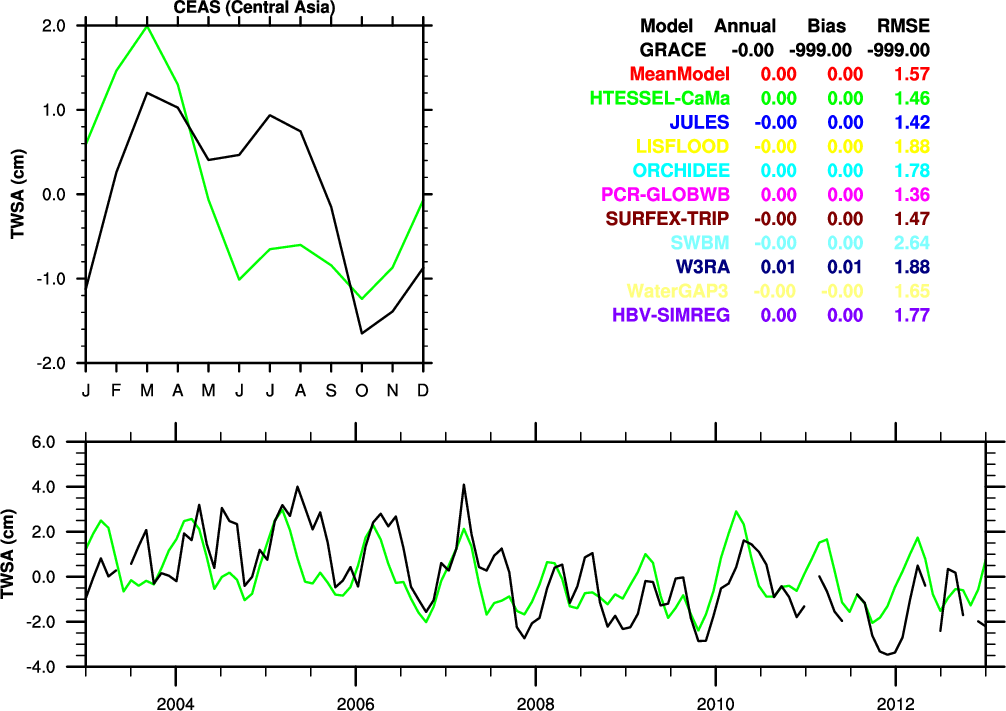 CEAS (Central Asia)
2.0
1.0
0.0
-1.0
-2.0
TWSA (cm)
J F M A M J J A S O N D
Model Annual Bias RMSE
GRACE -0.00 -999.00 -999.00
MeanModel 0.00 0.00 1.57
HTESSEL-CaMa 0.00 0.00 1.46
JULES -0.00 0.00 1.42
LISFLOOD -0.00 0.00 1.88
ORCHIDEE 0.00 0.00 1.78
PCR-GLOBWB 0.00 0.00 1.36
SURFEX-TRIP -0.00 0.00 1.47
SWBM -0.00 0.00 2.64
W3RA 0.01 0.01 1.88
WaterGAP3 -0.00 -0.00 1.65
HBV-SIMREG 0.00 0.00 1.77
6.0
4.0
2.0
0.0
-2.0
-4.0
TWSA (cm)
2004 2006 2008 2010 2012